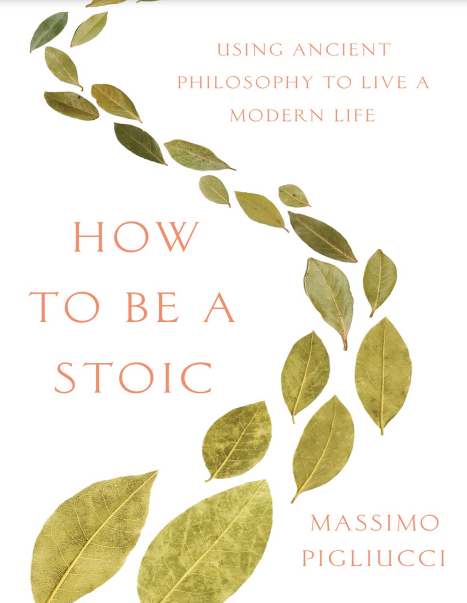 USING ANCIENT
PHILOSOPHY TO LIVE A
MODERN LIFE
HOW
TO BE A
STOIC
MASSIMO
PIGLIUCCI